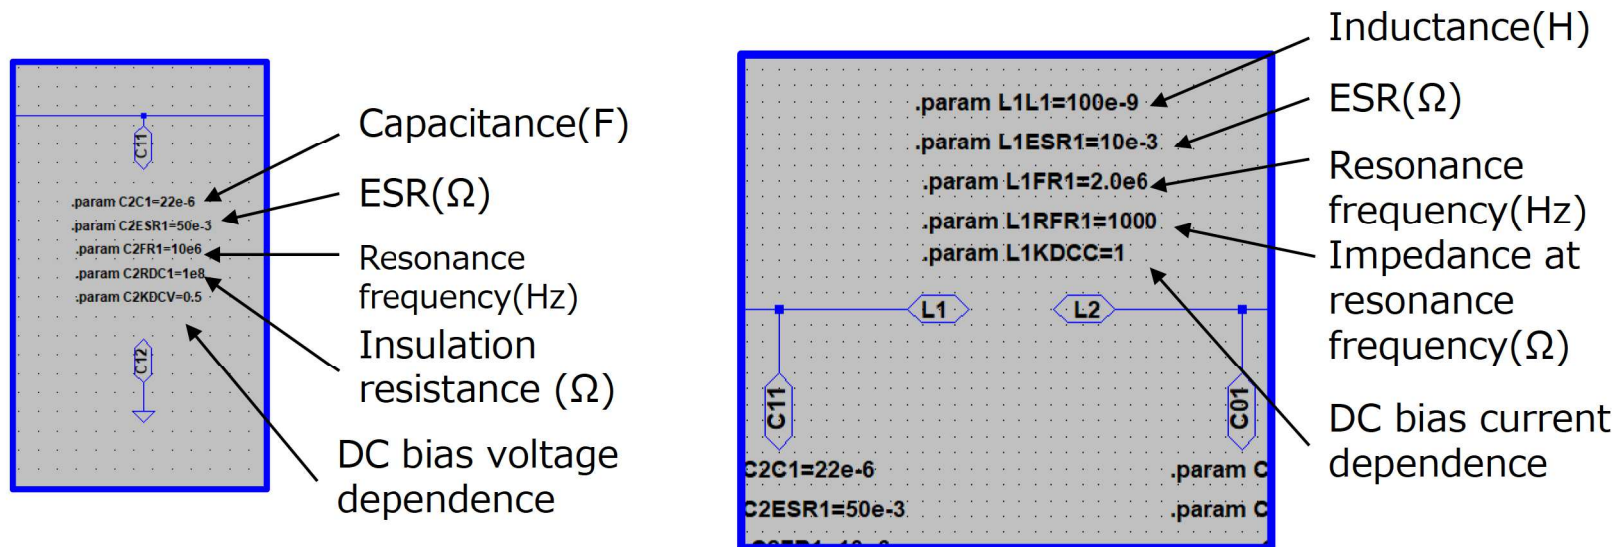 C11
.param C2C1=22e-6
.param C2ESR1=50e-3
.param C2FR1=10e6
.param C2RDC1=1e8
.param C2KDCV=0.5
C12
Capacitance(F)
ESR(Ω)
Resonance
frequency(Hz)
Insulation
resistance (Ω)
DC bias voltage
dependence
.param L1L1=100e-9
.param L1ESR1=10e-3
.param L1FR1=2.0e6
.param L1RFR1=1000
.param L1KDCC=1
L1
L2
C11
C01
C2C1=22e-6
.param C
C2ESR1=50e-3
.param C
Inductance(H)
ESR(Ω)
Resonance
frequency(Hz)
Impedance at
resonance
frequency(Ω)
DC bias current
dependence